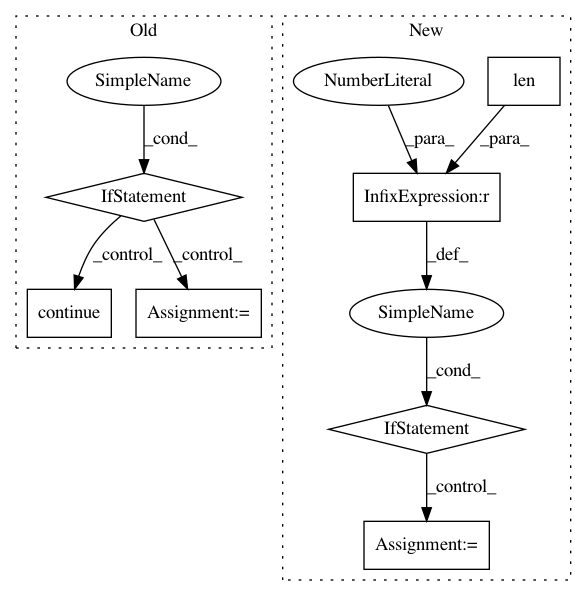 Old
New
SimpleName
NumberLiteral
len
_cond_
_para_
_para_
IfStatement
InfixExpression:r
_control_
_control_
_def_
continue
Assignment:=
SimpleName
_cond_
IfStatement
_control_
Assignment:=